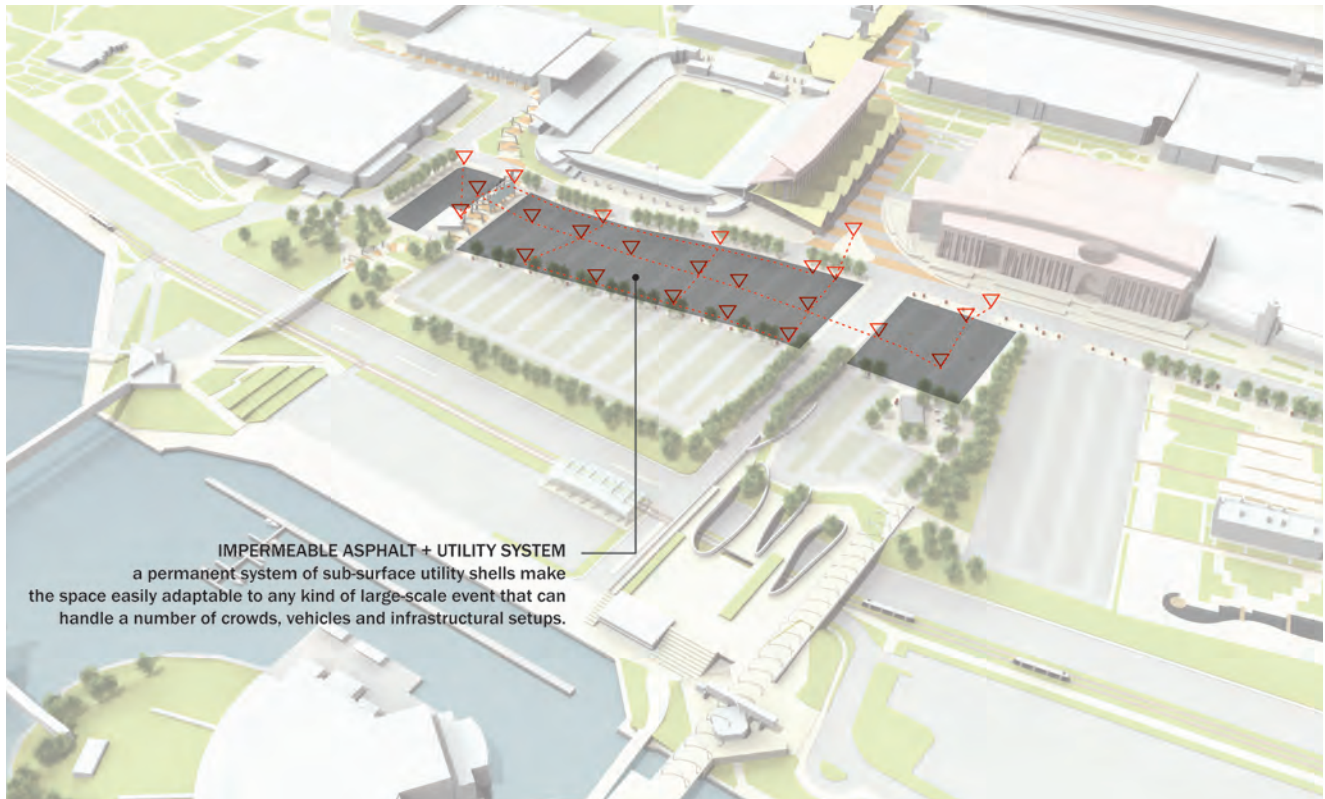 IMPERMEABLE ASPHALT + UTILITY SYSTEM
a permanent system of sub-surface utility shells make
the space easily adaptable to any kind of large-scale event that can
handle a number of crowds, vehicles and infrastructural setups.